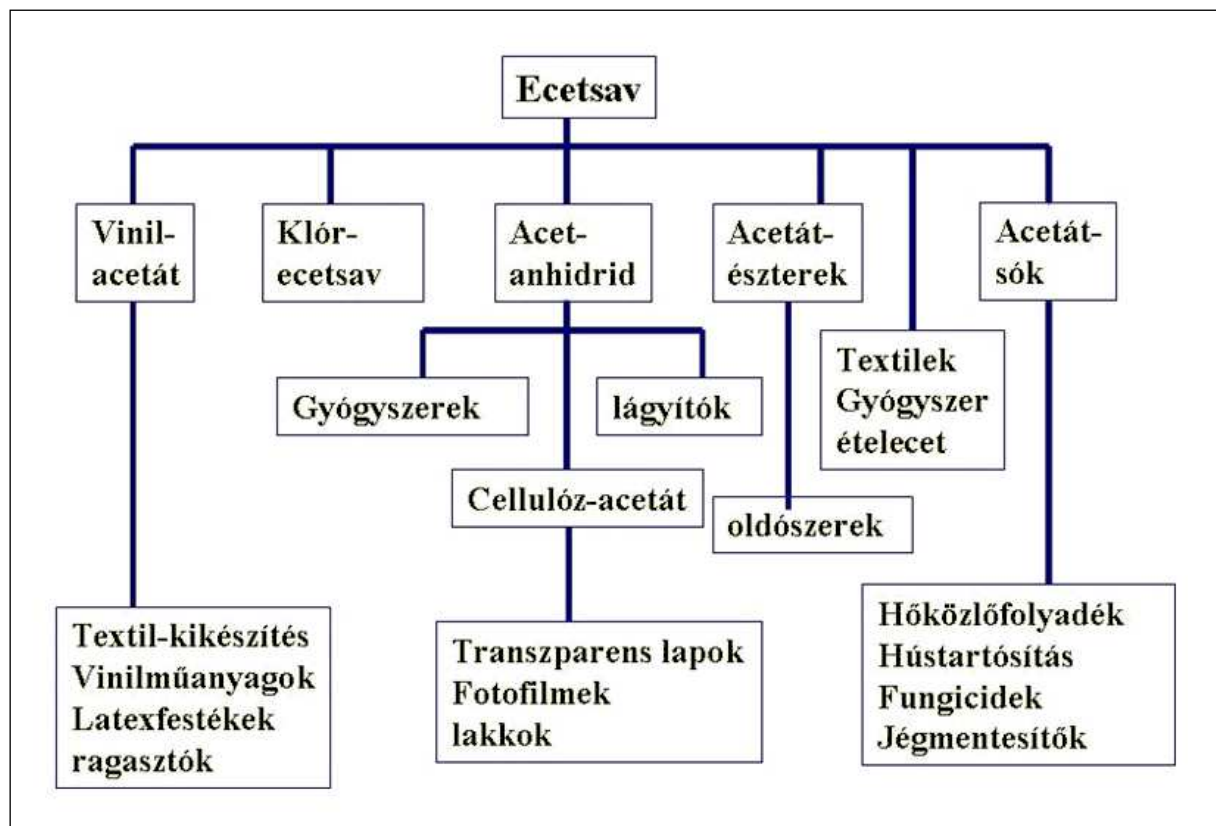 Ecetsav
Vinil-
acetát
Klór-
ecetsav
Acet-
anhidrid
Acetát-
észterek
Acetát-
sók
Textilek
Gyógyszer
ételecet
Gyógyszerek
lágyítók
Cellulóz-acetát
oldószerek
Textil-kikészítés
Vinilműanyagok
Latexfestékek
ragasztók
Transzparens lapok
Fotofilmek
lakkok
Hőközlőfolyadék
Hústartósítás
Fungicidek
Jégmentesítők